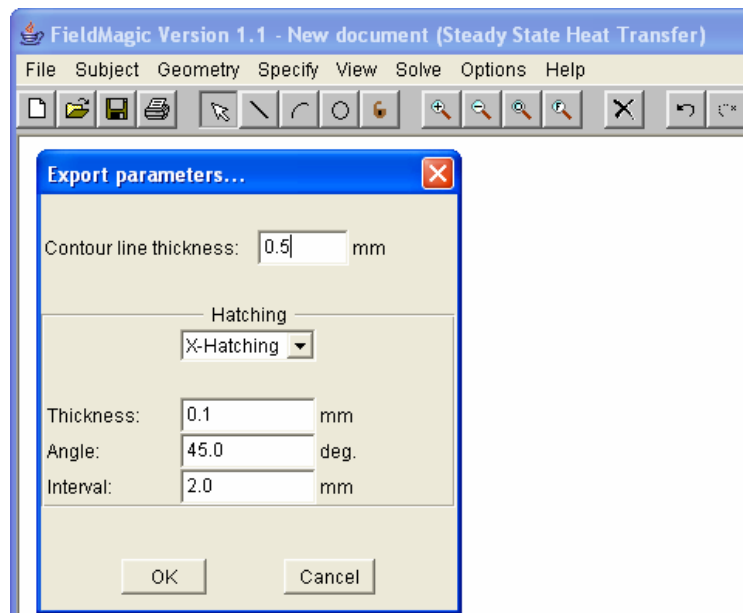 FieldMagic Version 1.1 - New document (Steady State Heat Transfer)
File Subject Geometry Specify View Solve Options Help
Export parameters...
Contour line thickness: 0.5 mm
Hatching
X-Hatching
Thickness: 0.1 mm
Angle: 45.0 deg.
Interval: 2.0 mm
OK Cancel